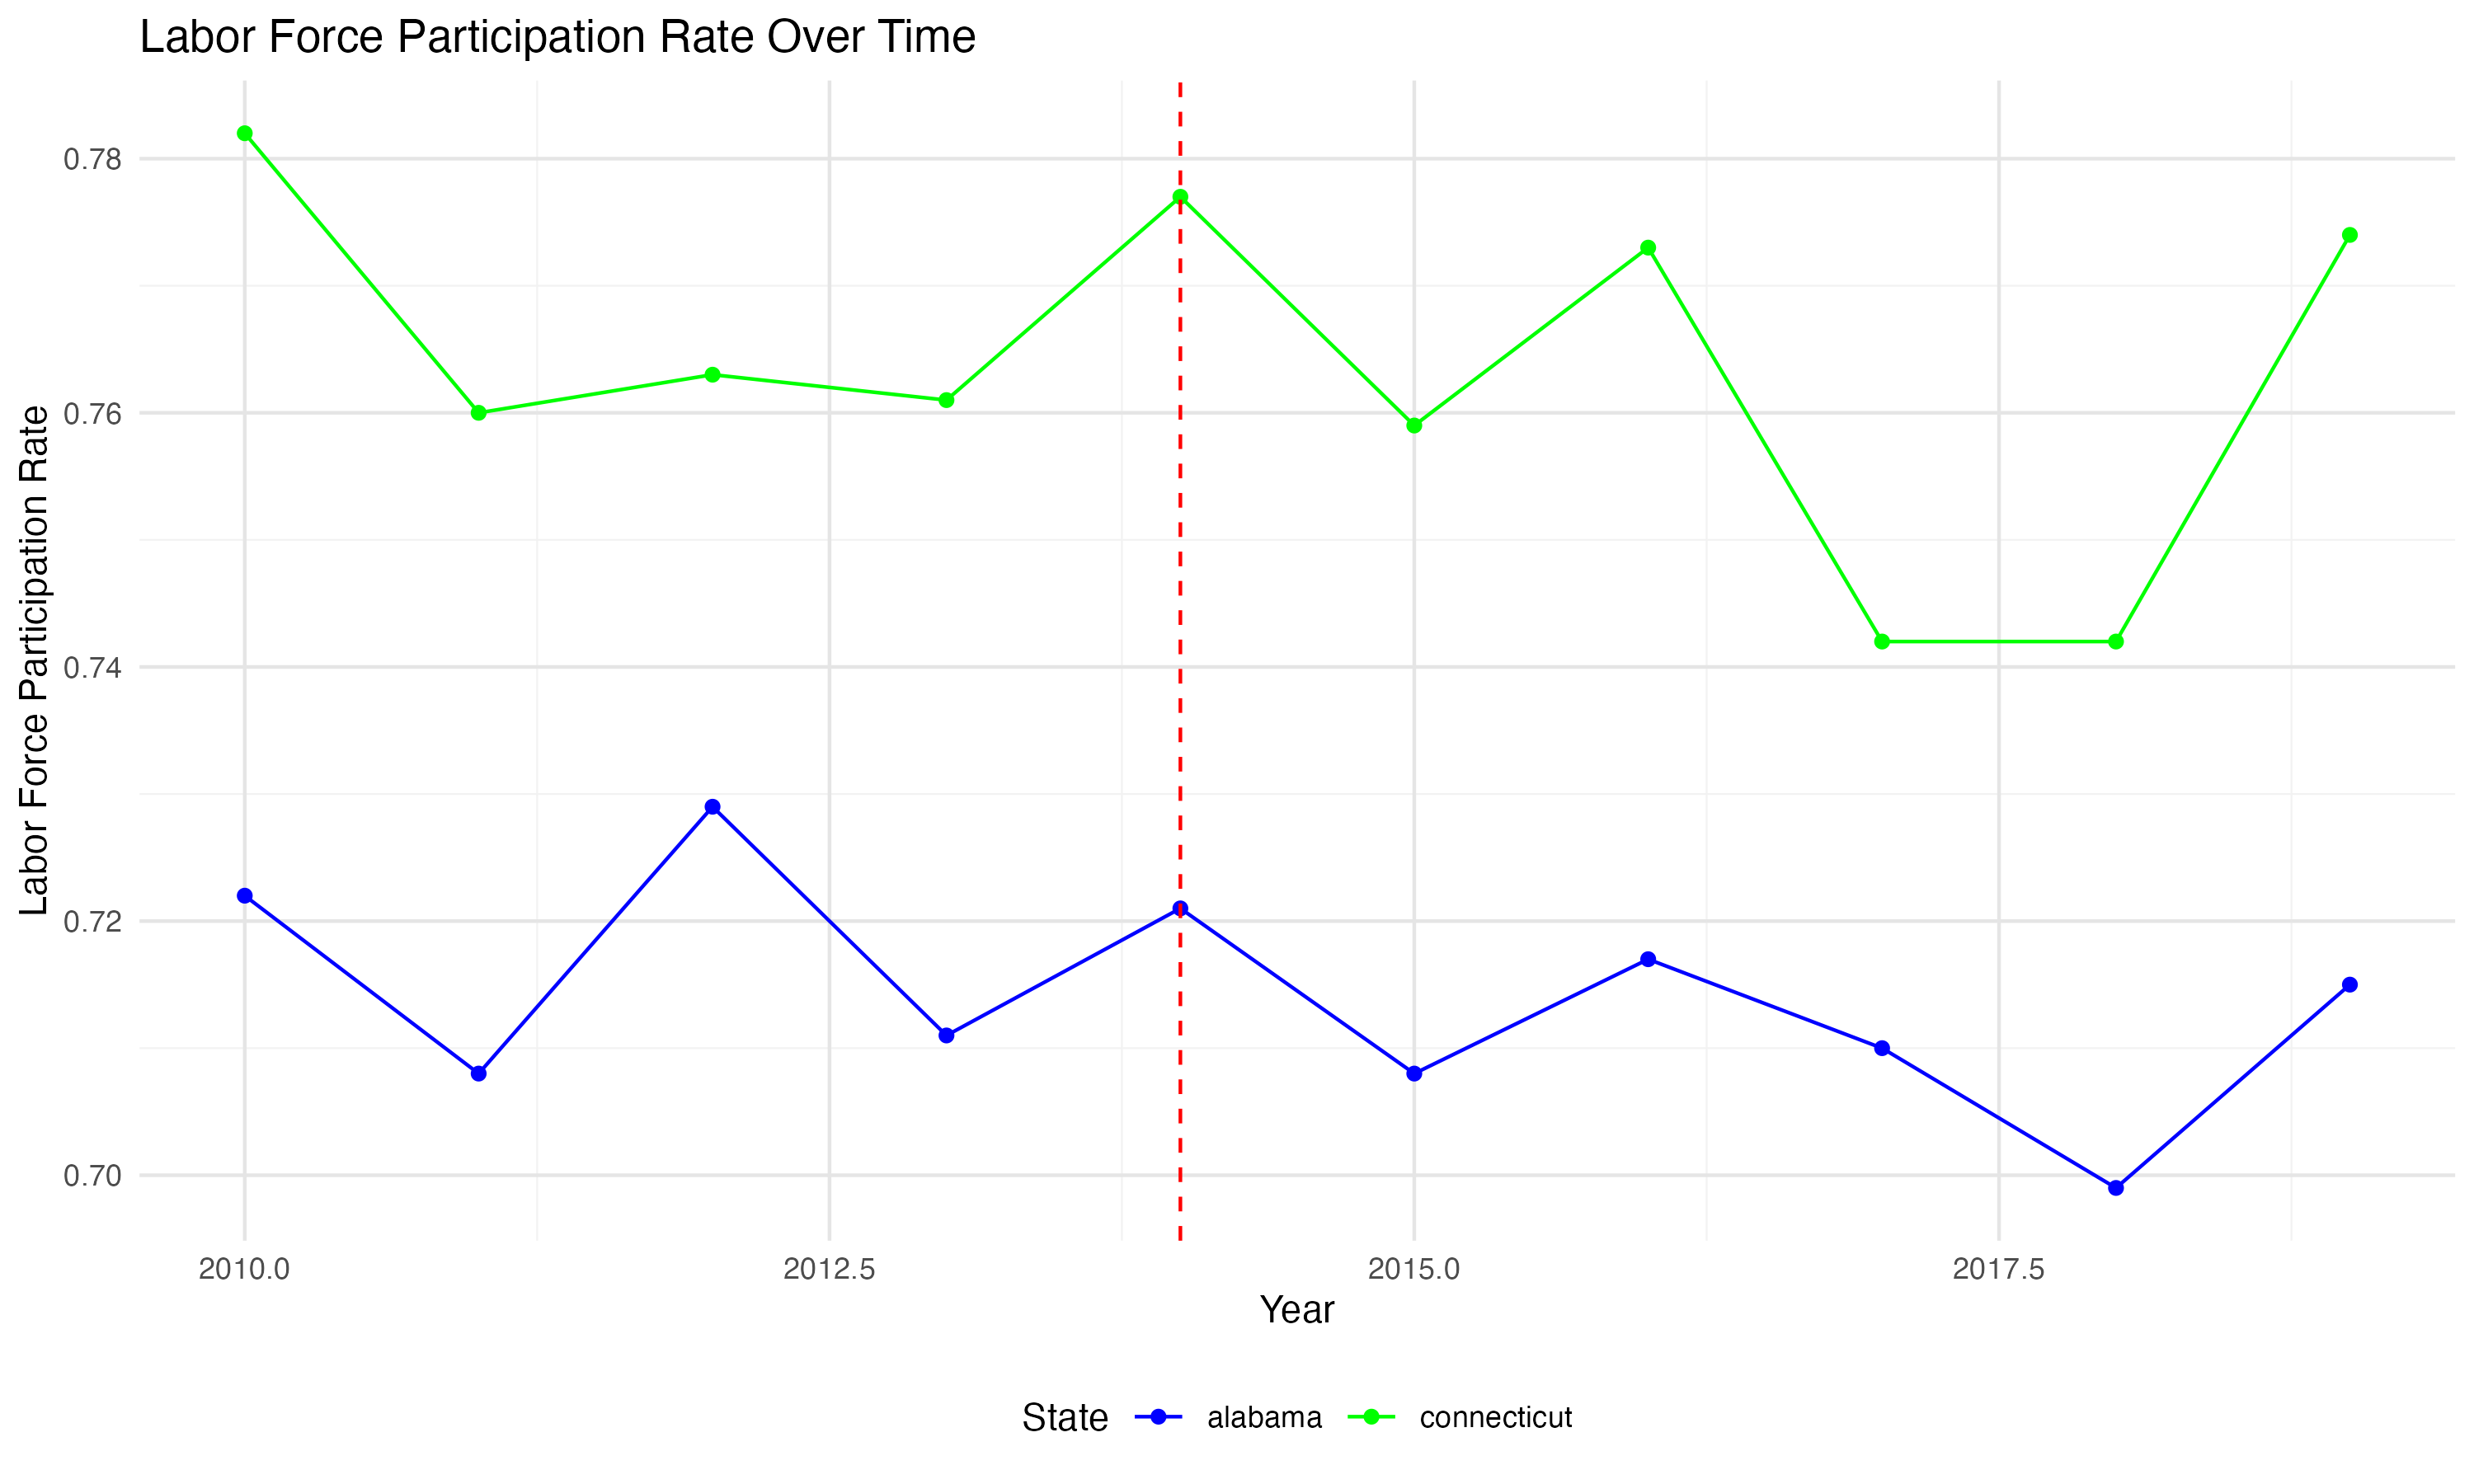 Labor Force Participation Rate Over Time
Labor Force Participation Rate
0.78
0.76
0.74
0.72
0.70
2010.0 2012.5 2015.0 2017.5
Year
State alabama connecticut